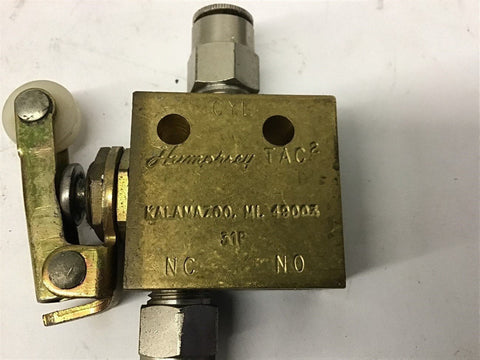 CYL
Humphrey TAC²
KALAMAZOO, MI. 49003
31P
NC NO